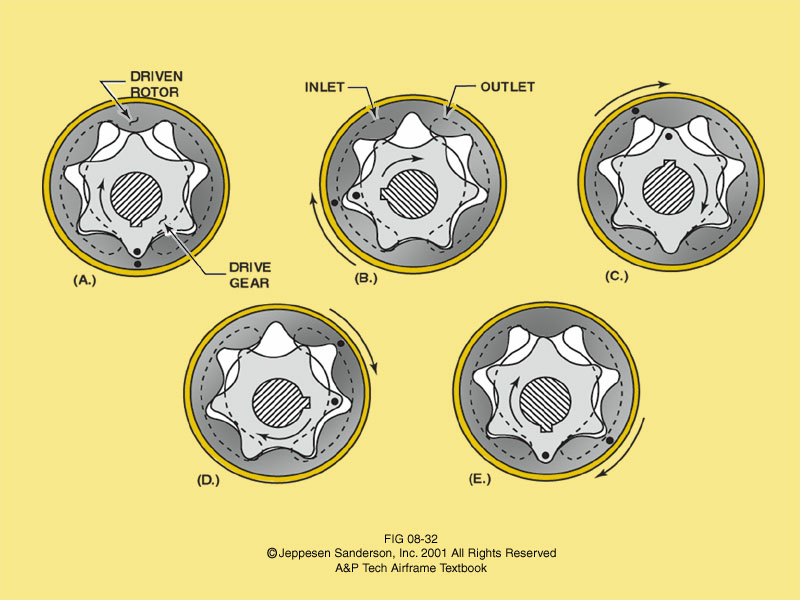 DRIVEN
ROTOR
INLET
OUTLET
(A.)
DRIVE
GEAR
(B.)
(C.)
(D.)
(E.)
FIG 08-32
©Jeppesen Sanderson, Inc. 2001 All Rights Reserved
A&P Tech Airframe Textbook